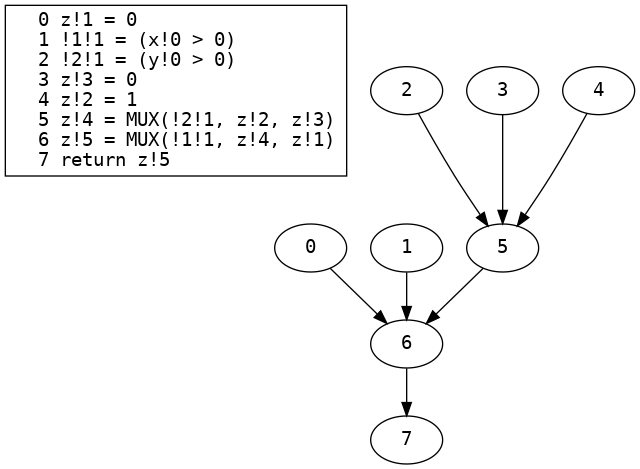 0 z!1 = 0
1 !1!1 = (x!0 > 0)
2 !2!1 = (y!0 > 0)
3 z!3 = 0
4 z!2 = 1
5 z!4 = MUX(!2!1, z!2, z!3)
6 z!5 = MUX(!1!1, z!4, z!1)
7 return z!5
2 3 4
0 1 5
6
7